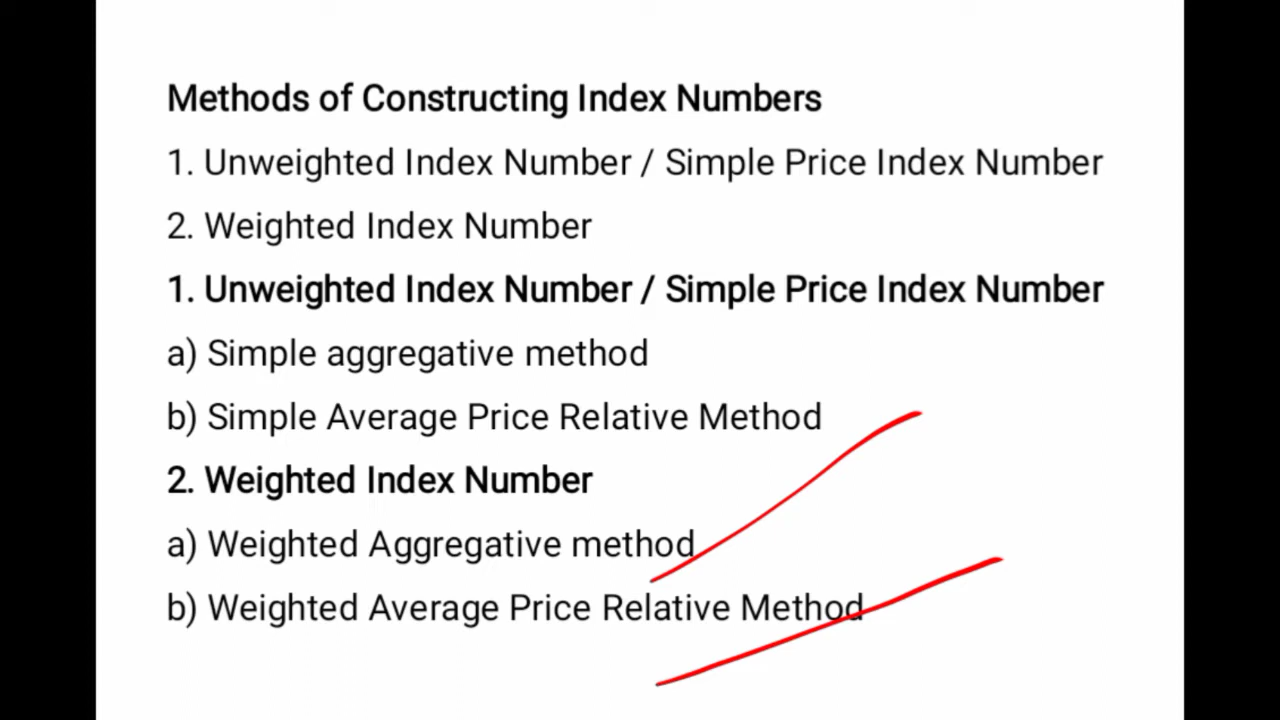 Methods of Constructing Index Numbers
1. Unweighted Index Number / Simple Price Index Number
2. Weighted Index Number
1. Unweighted Index Number / Simple Price Index Number
a) Simple aggregative method
b) Simple Average Price Relative Method
2. Weighted Index Number
a) Weighted Aggregative method
b) Weighted Average Price Relative Method